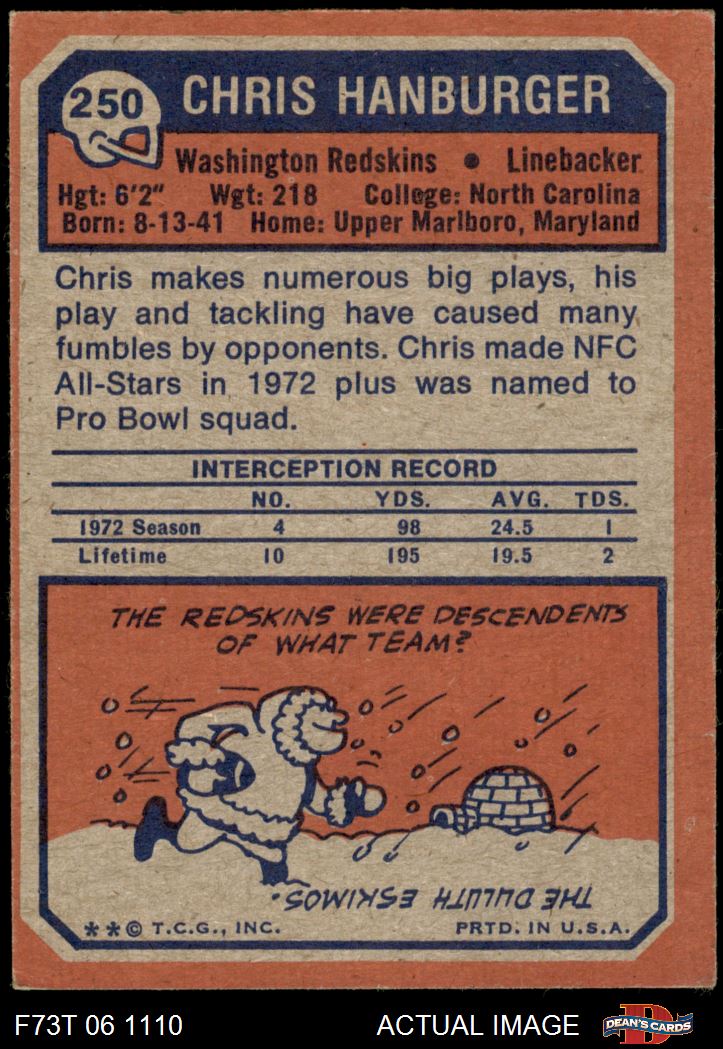 250
CHRIS HANBURGER
Washington Redskins • Linebacker
Hgt: 6'2" Wgt: 218 College: North Carolina
Born: 8-13-41 Home: Upper Marlboro, Maryland
Chris makes numerous big plays, his
play and tackling have caused many
fumbles by opponents. Chris made NFC
All-Stars in 1972 plus was named to
Pro Bowl squad.
INTERCEPTION RECORD
NO. YDS. AVG. TDS.
1972 Season 4 98 24.5 1
Lifetime 10 195 19.5 2
THE REDSKINS WERE DESCENDENTS
OF WHAT TEAM?
THE DULUTH ESKIMOS.
**© T.C.G., INC. PRTD. IN U.S.A.
F73T 06 1110 ACTUAL IMAGE D DEAN'S CARDS